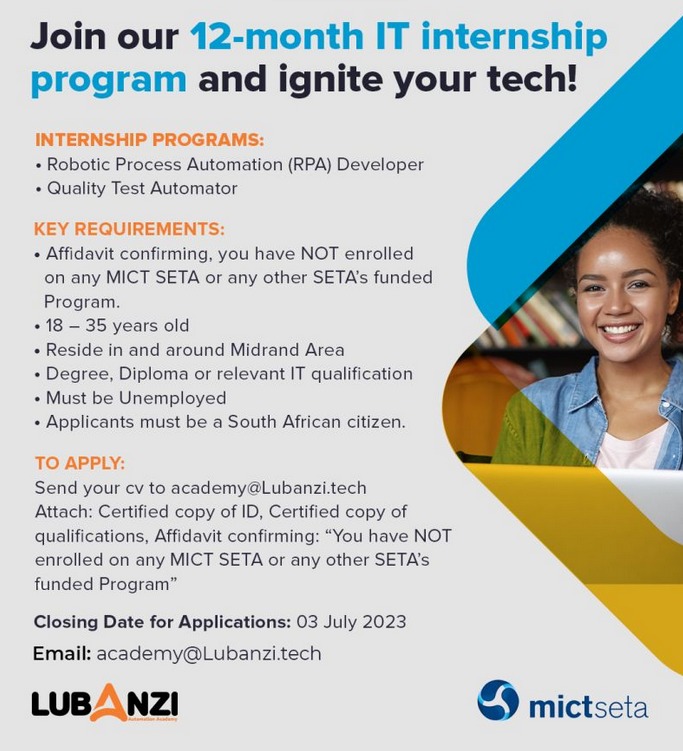 Join our 12-month IT internship
program and ignite your tech!
INTERNSHIP PROGRAMS:
• Robotic Process Automation (RPA) Developer
• Quality Test Automator
KEY REQUIREMENTS:
• Affidavit confirming, you have NOT enrolled
on any MICT SETA or any other SETA's funded
Program.
• 18 – 35 years old
• Reside in and around Midrand Area
• Degree, Diploma or relevant IT qualification
• Must be Unemployed
• Applicants must be a South African citizen.
TO APPLY:
Send your cv to academy@Lubanzi.tech
Attach: Certified copy of ID, Certified copy of
qualifications, Affidavit confirming: “You have NOT
enrolled on any MICT SETA or any other SETA's
funded Program”
Closing Date for Applications: 03 July 2023
Email: academy@Lubanzi.tech
LUBANZI
Automation Academy
mictseta